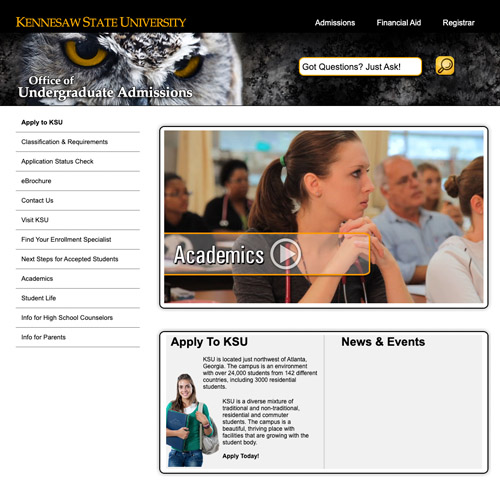 KENNESAW STATE UNIVERSITY
Admissions Financial Aid Registrar
Office of
Undergraduate Admissions
Got Questions? Just Ask!
Apply to KSU
Classification & Requirements
Application Status Check
eBrochure
Contact Us
Visit KSU
Find Your Enrollment Specialist
Next Steps for Accepted Students
Academics
Student Life
Info for High School Counselors
Info for Parents
Academics
Apply To KSU
KSU is located just northwest of Atlanta,
Georgia. The campus is an environment
with over 24,000 students from 142 different
countries, including 3000 residential
students.
KSU is a diverse mixture of
traditional and non-traditional,
residential and commuter
students. The campus is a
beautiful, thriving place with
facilities that are growing with the
student body.
Apply Today!
News & Events